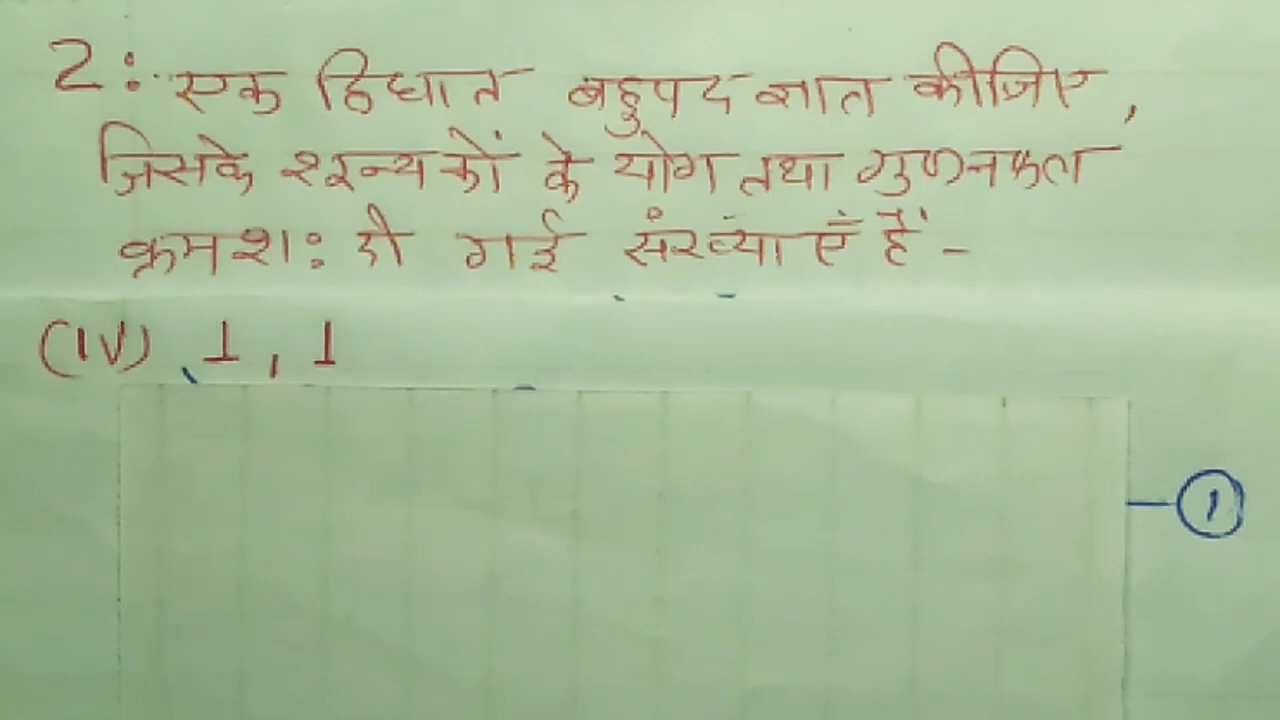 2: एक द्विघात बहुपद ज्ञात कीजिए,
जिसके शून्यकों के योग तथा गुणनफल
क्रमश: दी गई संख्याएँ हैं -
(iv) 1, 1
1